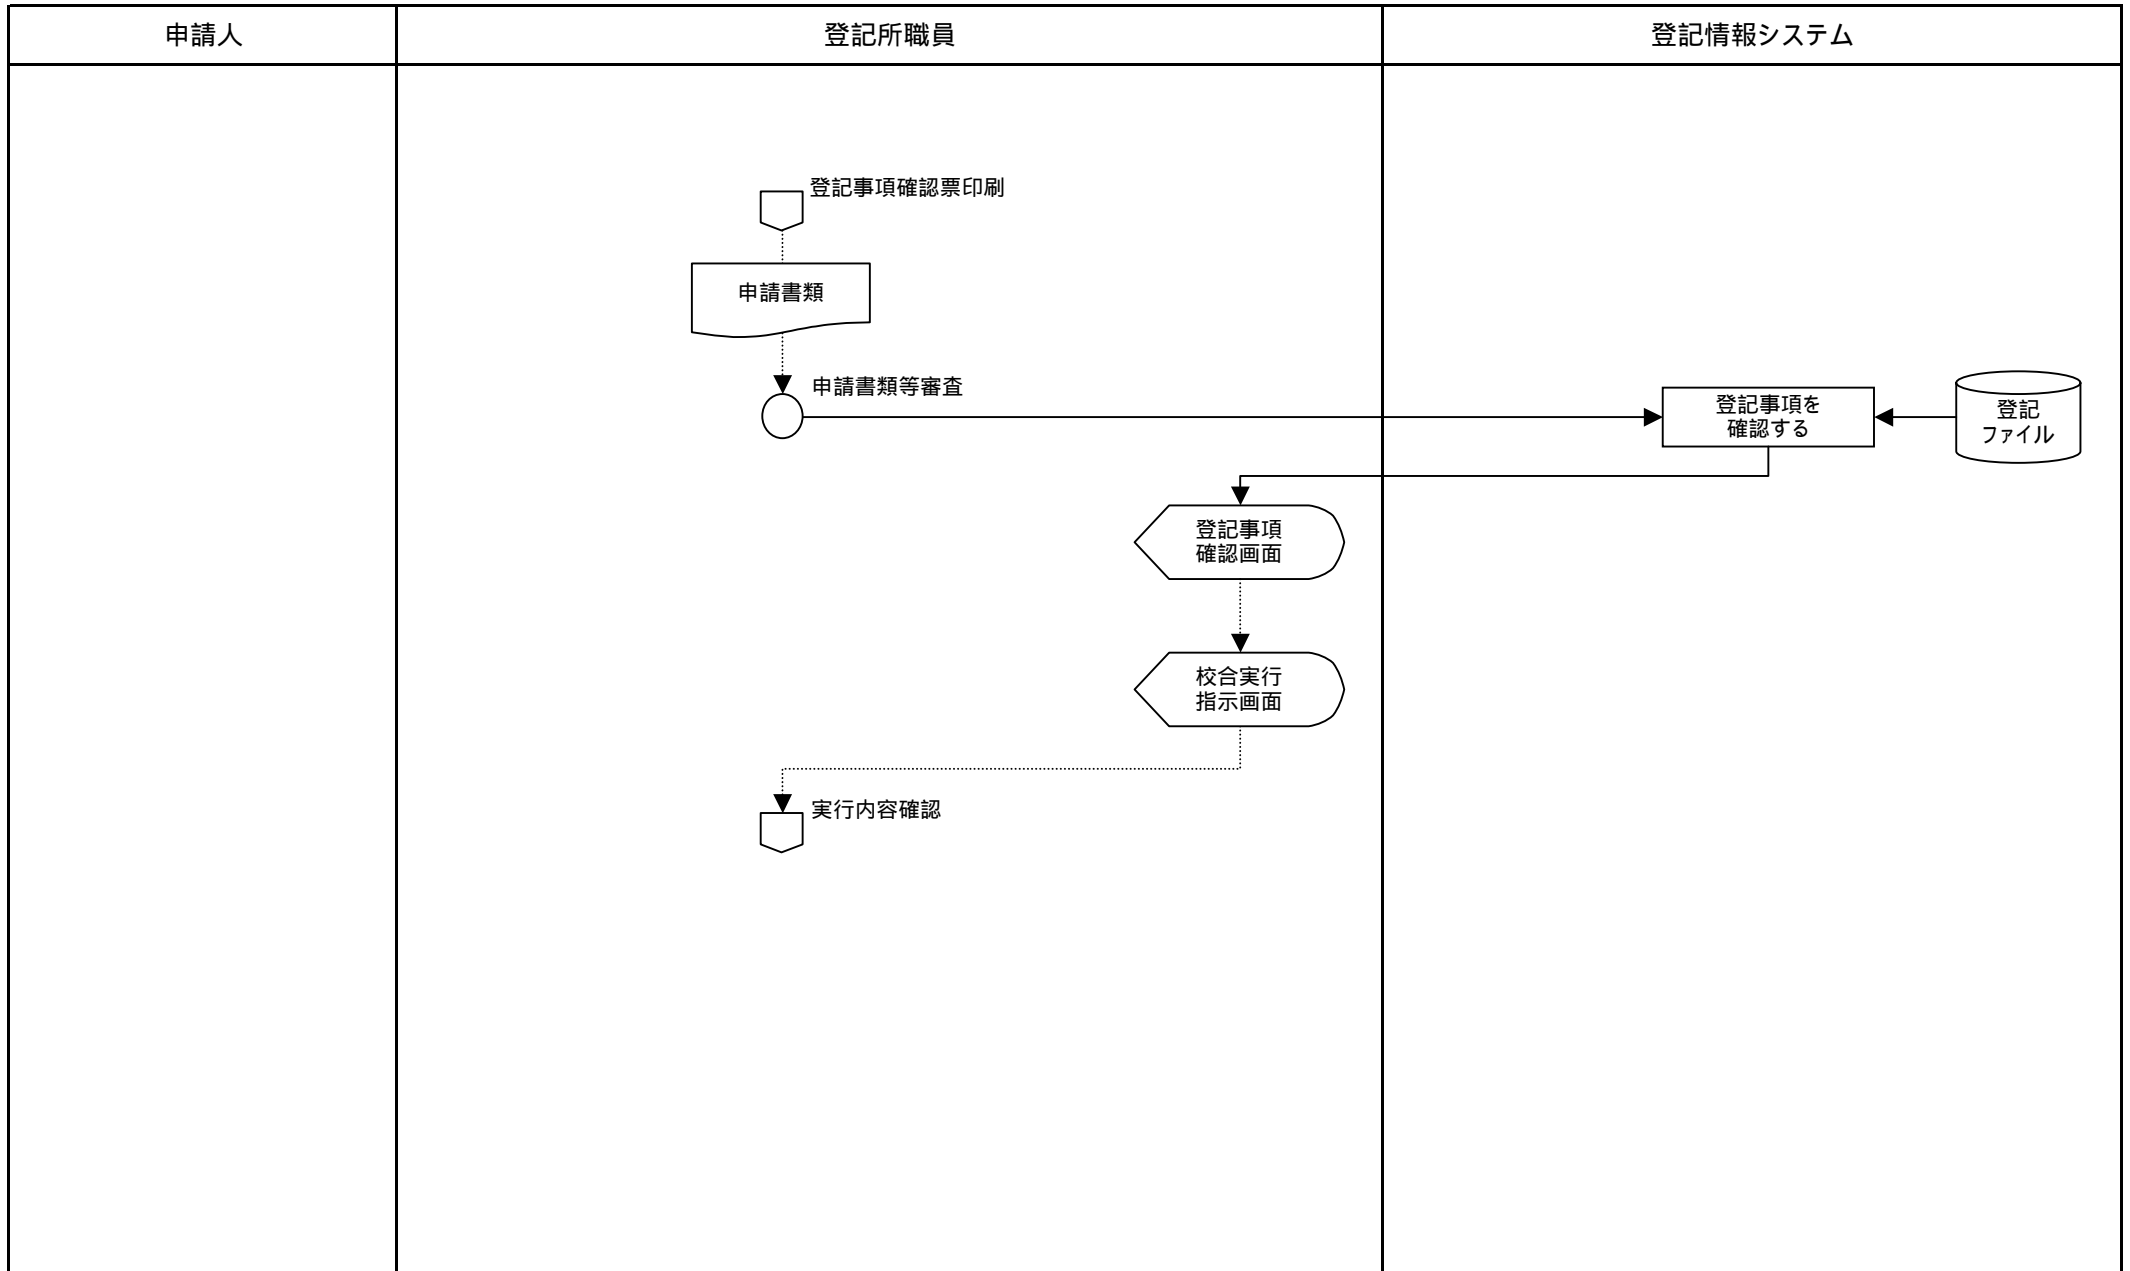 申請人
登記所職員
登記情報システム
登記事項確認票印刷
申請書類
申請書類等審査
登記事項を
確認する
登記
ファイル
登記事項
確認画面
校合実行
指示画面
実行内容確認